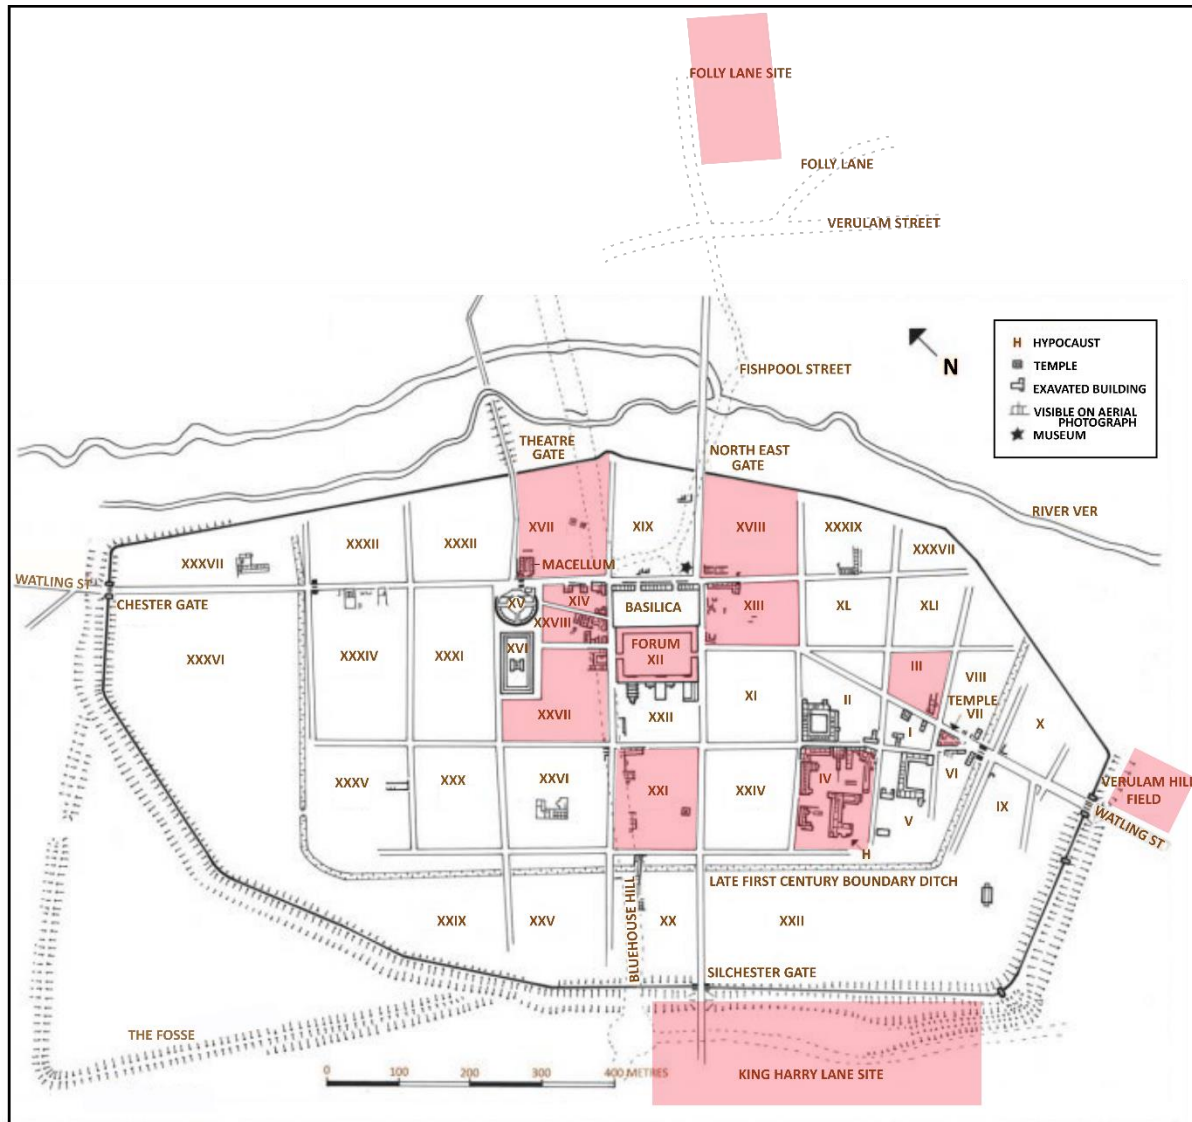 FOLLY LANE SITE
FOLLY LANE
VERULAM STREET
N
H HYPOCAUST
TEMPLE
EXAVATED BUILDING
VISIBLE ON AERIAL
PHOTOGRAPH
MUSEUM
FISHPOOL STREET
THEATRE
GATE
NORTH EAST
GATE
RIVER VER
XVII
XIX
XVIII
XXXIX
XXXII
XXXII
XXXVII
XXXVII
MACELLUM
WATLING ST
CHESTER GATE
XV
XIV
BASILICA
XIII
XL
XLI
XXVIII
FORUM
XII
XXXVI
XXXIV
XXXI
XVI
III
VIII
TEMPLE
VII
XXVII
XXII
XI
II
I
X
XXXV
XXX
XXVI
XXI
XXIV
IV
VI
V
IX
VERULAM HILL
FIELD
WATLING ST
H
LATE FIRST CENTURY BOUNDARY DITCH
XXIX
XXV
BLUEHOUSE HILL
XX
XXII
SILCHESTER GATE
THE FOSSE
0 100 200 300 400 METRES
KING HARRY LANE SITE